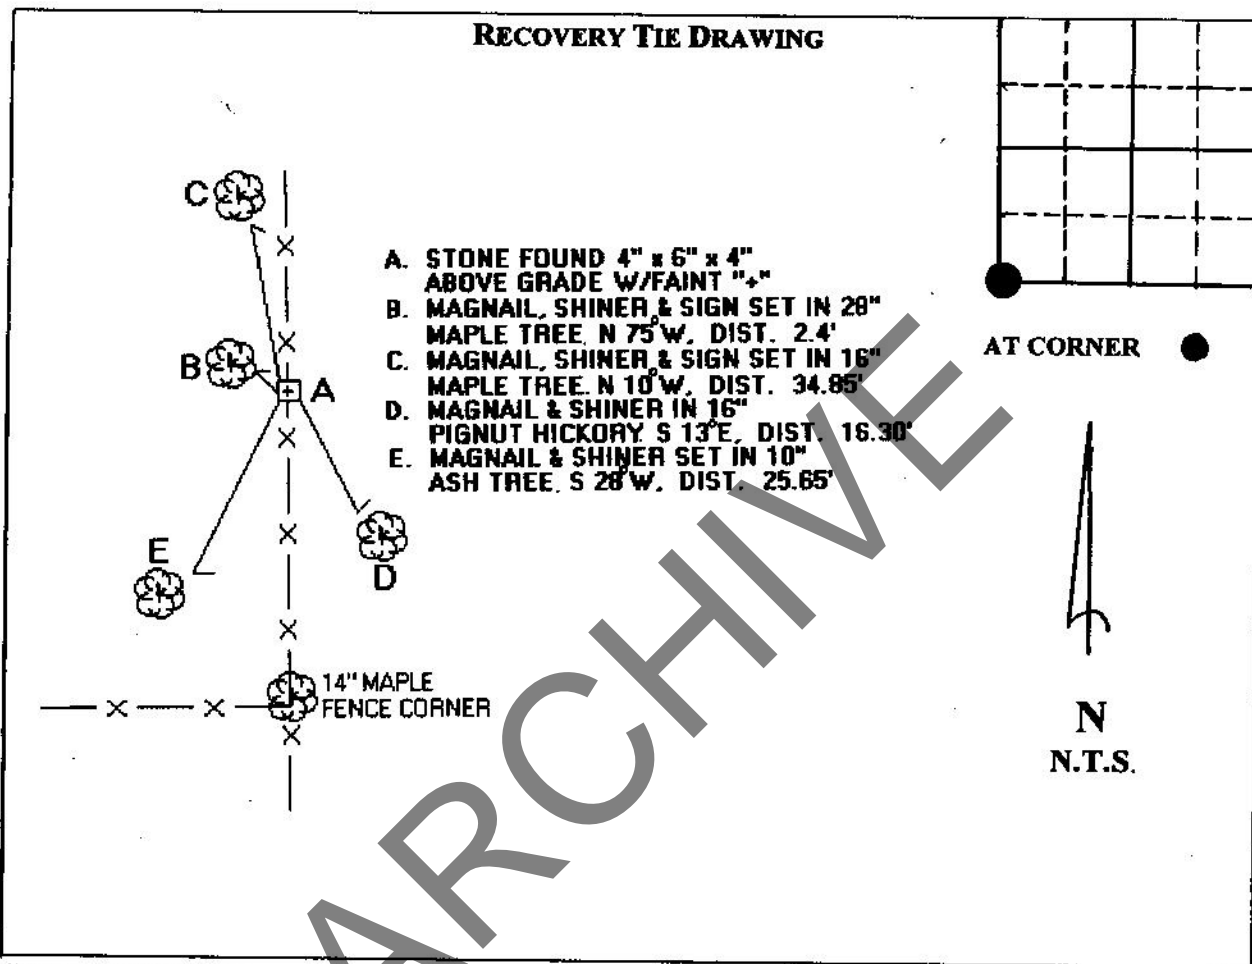 RECOVERY TIE DRAWING
C
A. STONE FOUND 4" x 6" x 4"
ABOVE GRADE W/FAINT "+"
B. MAGNAIL, SHINER & SIGN SET IN 28"
MAPLE TREE. N 75° W, DIST. 2.4'
C. MAGNAIL, SHINER & SIGN SET IN 16"
MAPLE TREE. N 10° W, DIST. 34.85'
D. MAGNAIL & SHINER IN 16"
PIGNUT HICKORY S 13° E, DIST. 16.30'
E. MAGNAIL & SHINER SET IN 10"
ASH TREE. S 28° W, DIST. 25.65'
B
A
E
D
14" MAPLE
FENCE CORNER
AT CORNER
N
N.T.S.
ARCHIVE